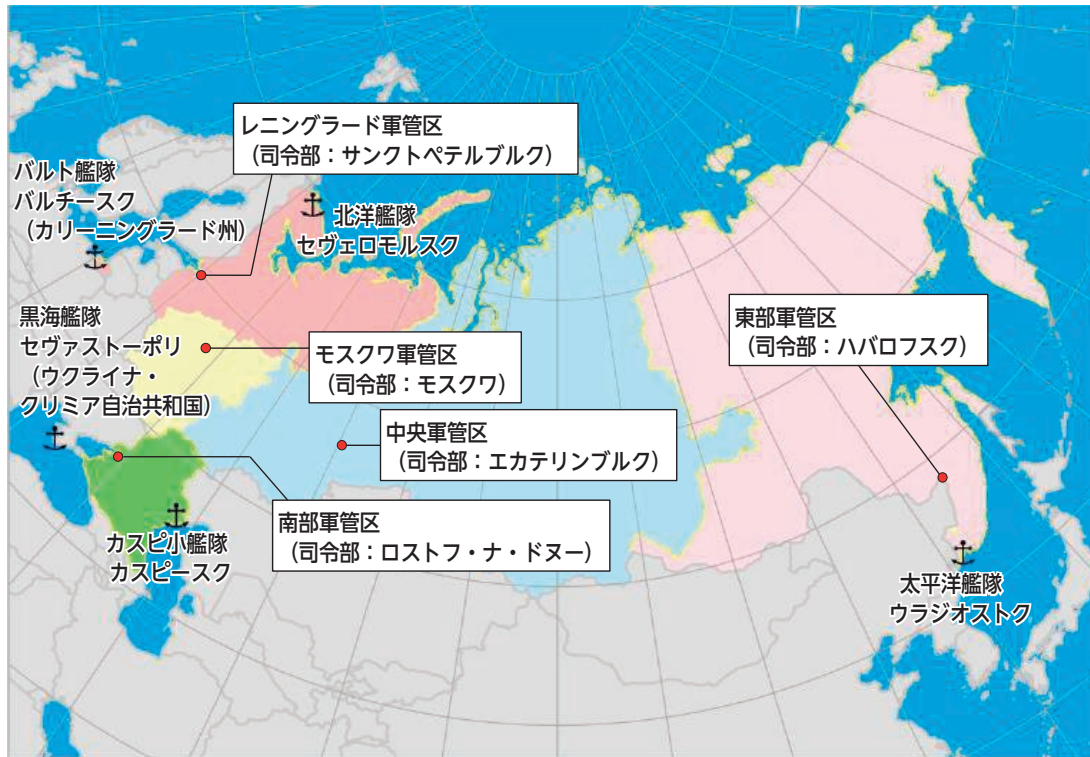 レニングラード軍管区
（司令部：サンクトペテルブルク）
バルト艦隊
バルチースク
（カリーニングラード州）
北洋艦隊
セヴェロモルスク
黒海艦隊
セヴァストーポリ
（ウクライナ・
クリミア自治共和国）
モスクワ軍管区
（司令部：モスクワ）
東部軍管区
（司令部：ハバロフスク）
中央軍管区
（司令部：エカテリンブルク）
南部軍管区
（司令部：ロストフ・ナ・ドヌー）
カスピ小艦隊
カスピースク
太平洋艦隊
ウラジオストク